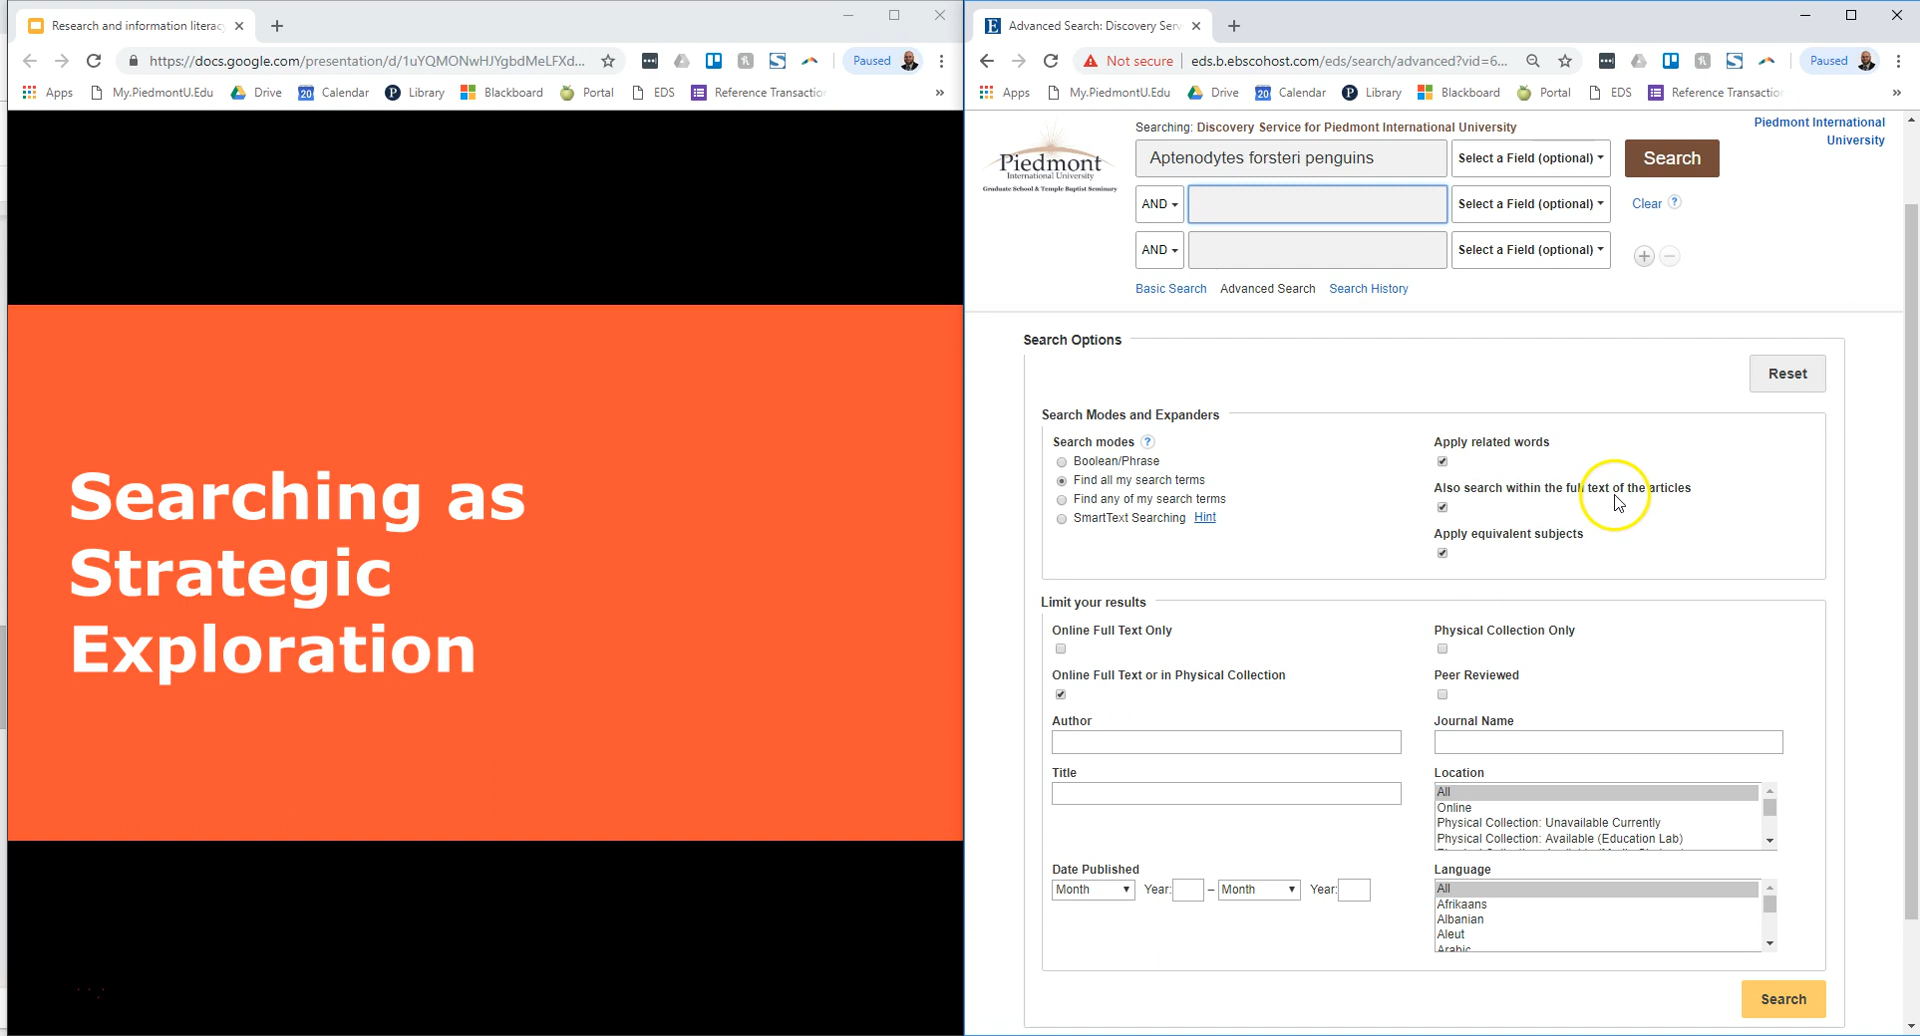 Research and information literac
https://docs.google.com/presentation/d/1uYQMONwHJYgbdMeLFXd...
Paused
Apps My.PiedmontU.Edu Drive 20 Calendar P Library Blackboard Portal EDS Reference Transactio »
Searching as
Strategic
Exploration
E Advanced Search: Discovery Ser
Not secure eds.b.ebscohost.com/eds/search/advanced?vid=6...
Paused
Apps My.PiedmontU.Edu Drive 20 Calendar P Library Blackboard Portal EDS Reference Transactio »
Piedmont
International University
Graduate School & Temple Baptist Seminary
Searching: Discovery Service for Piedmont International University
Piedmont International
University
Aptenodytes forsteri penguins Select a Field (optional) Search
AND Select a Field (optional) Clear ?
AND Select a Field (optional)
Basic Search Advanced Search Search History
Search Options
Reset
Search Modes and Expanders
Search modes ?
Boolean/Phrase
Find all my search terms
Find any of my search terms
SmartText Searching Hint
Apply related words
Also search within the full text of the articles
Apply equivalent subjects
Limit your results
Online Full Text Only
Physical Collection Only
Online Full Text or in Physical Collection
Peer Reviewed
Author
Journal Name
Title
Location
All
Online
Physical Collection: Unavailable Currently
Physical Collection: Available (Education Lab)
Date Published
Month Year: – Month Year:
Language
All
Afrikaans
Albanian
Aleut
Arabic
Search